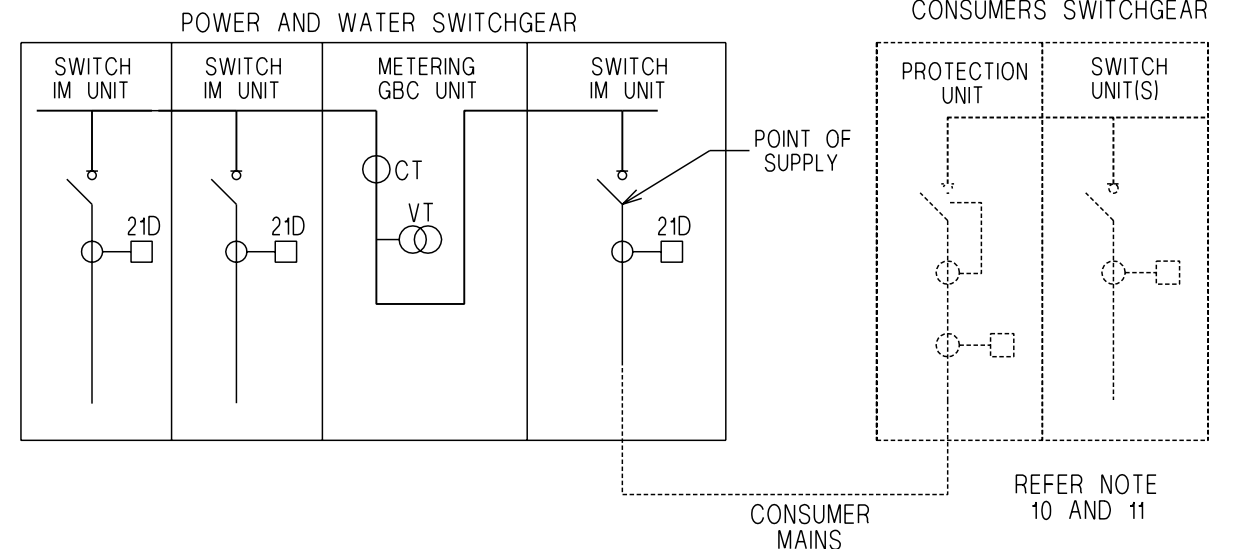 POWER AND WATER SWITCHGEAR
CONSUMERS SWITCHGEAR
SWITCH
IM UNIT
SWITCH
IM UNIT
METERING
GBC UNIT
SWITCH
IM UNIT
PROTECTION
UNIT
SWITCH
UNIT(S)
POINT OF
SUPPLY
CT
VT
21D
21D
21D
REFER NOTE
10 AND 11
CONSUMER
MAINS